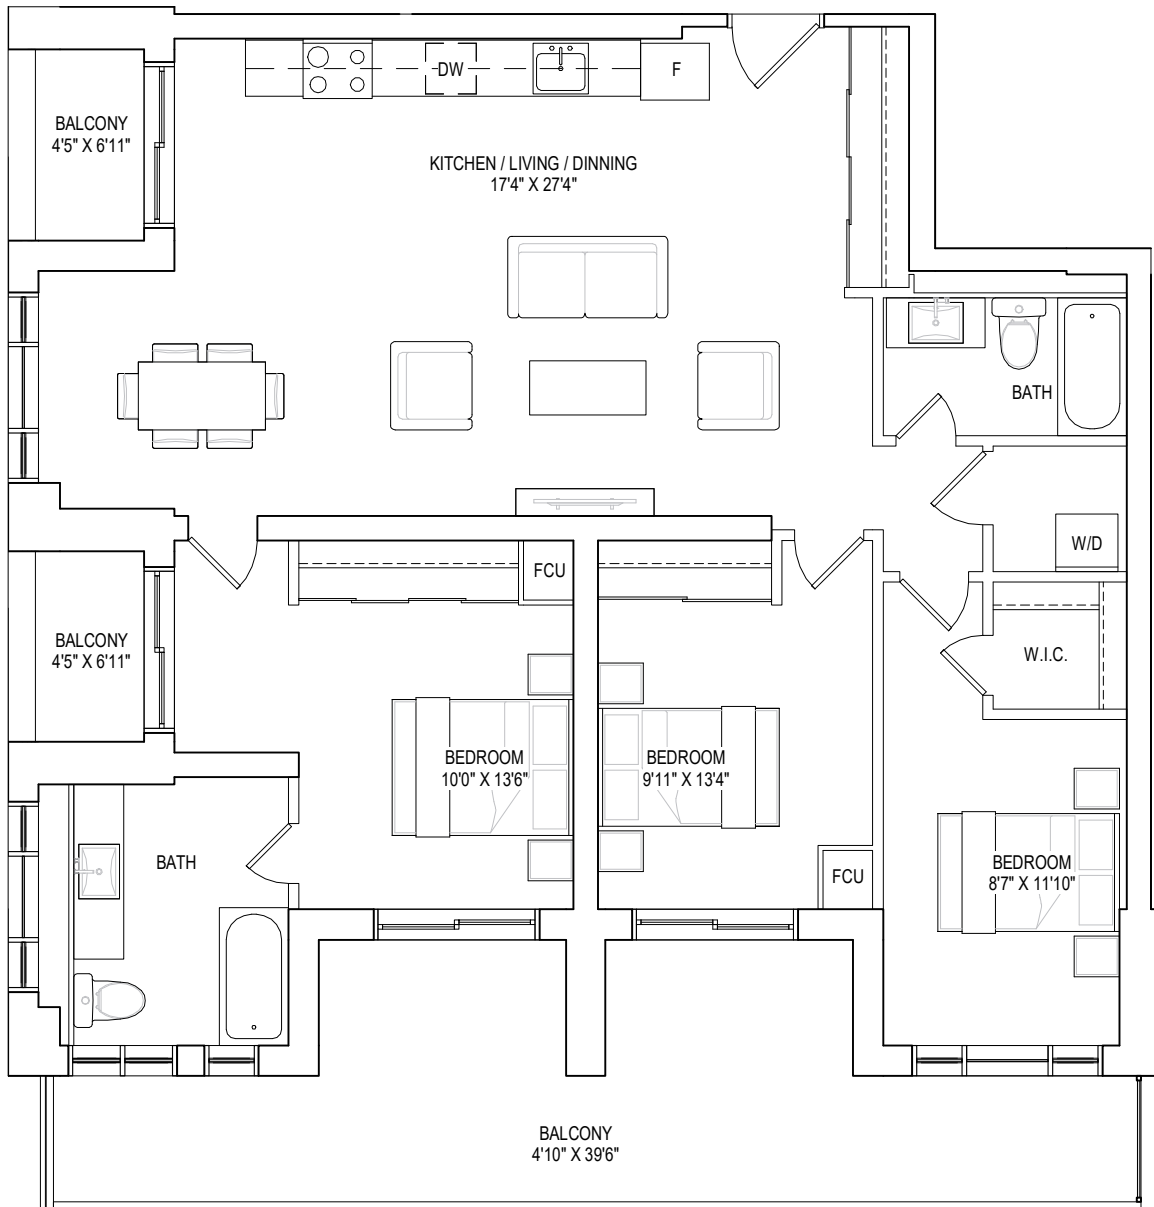 DW
F
BALCONY
4'5" X 6'11"
KITCHEN / LIVING / DINNING
17'4" X 27'4"
BATH
W/D
FCU
BALCONY
4'5" X 6'11"
W.I.C.
BEDROOM
10'0" X 13'6"
BEDROOM
9'11" X 13'4"
BATH
FCU
BEDROOM
8'7" X 11'10"
BALCONY
4'10" X 39'6"